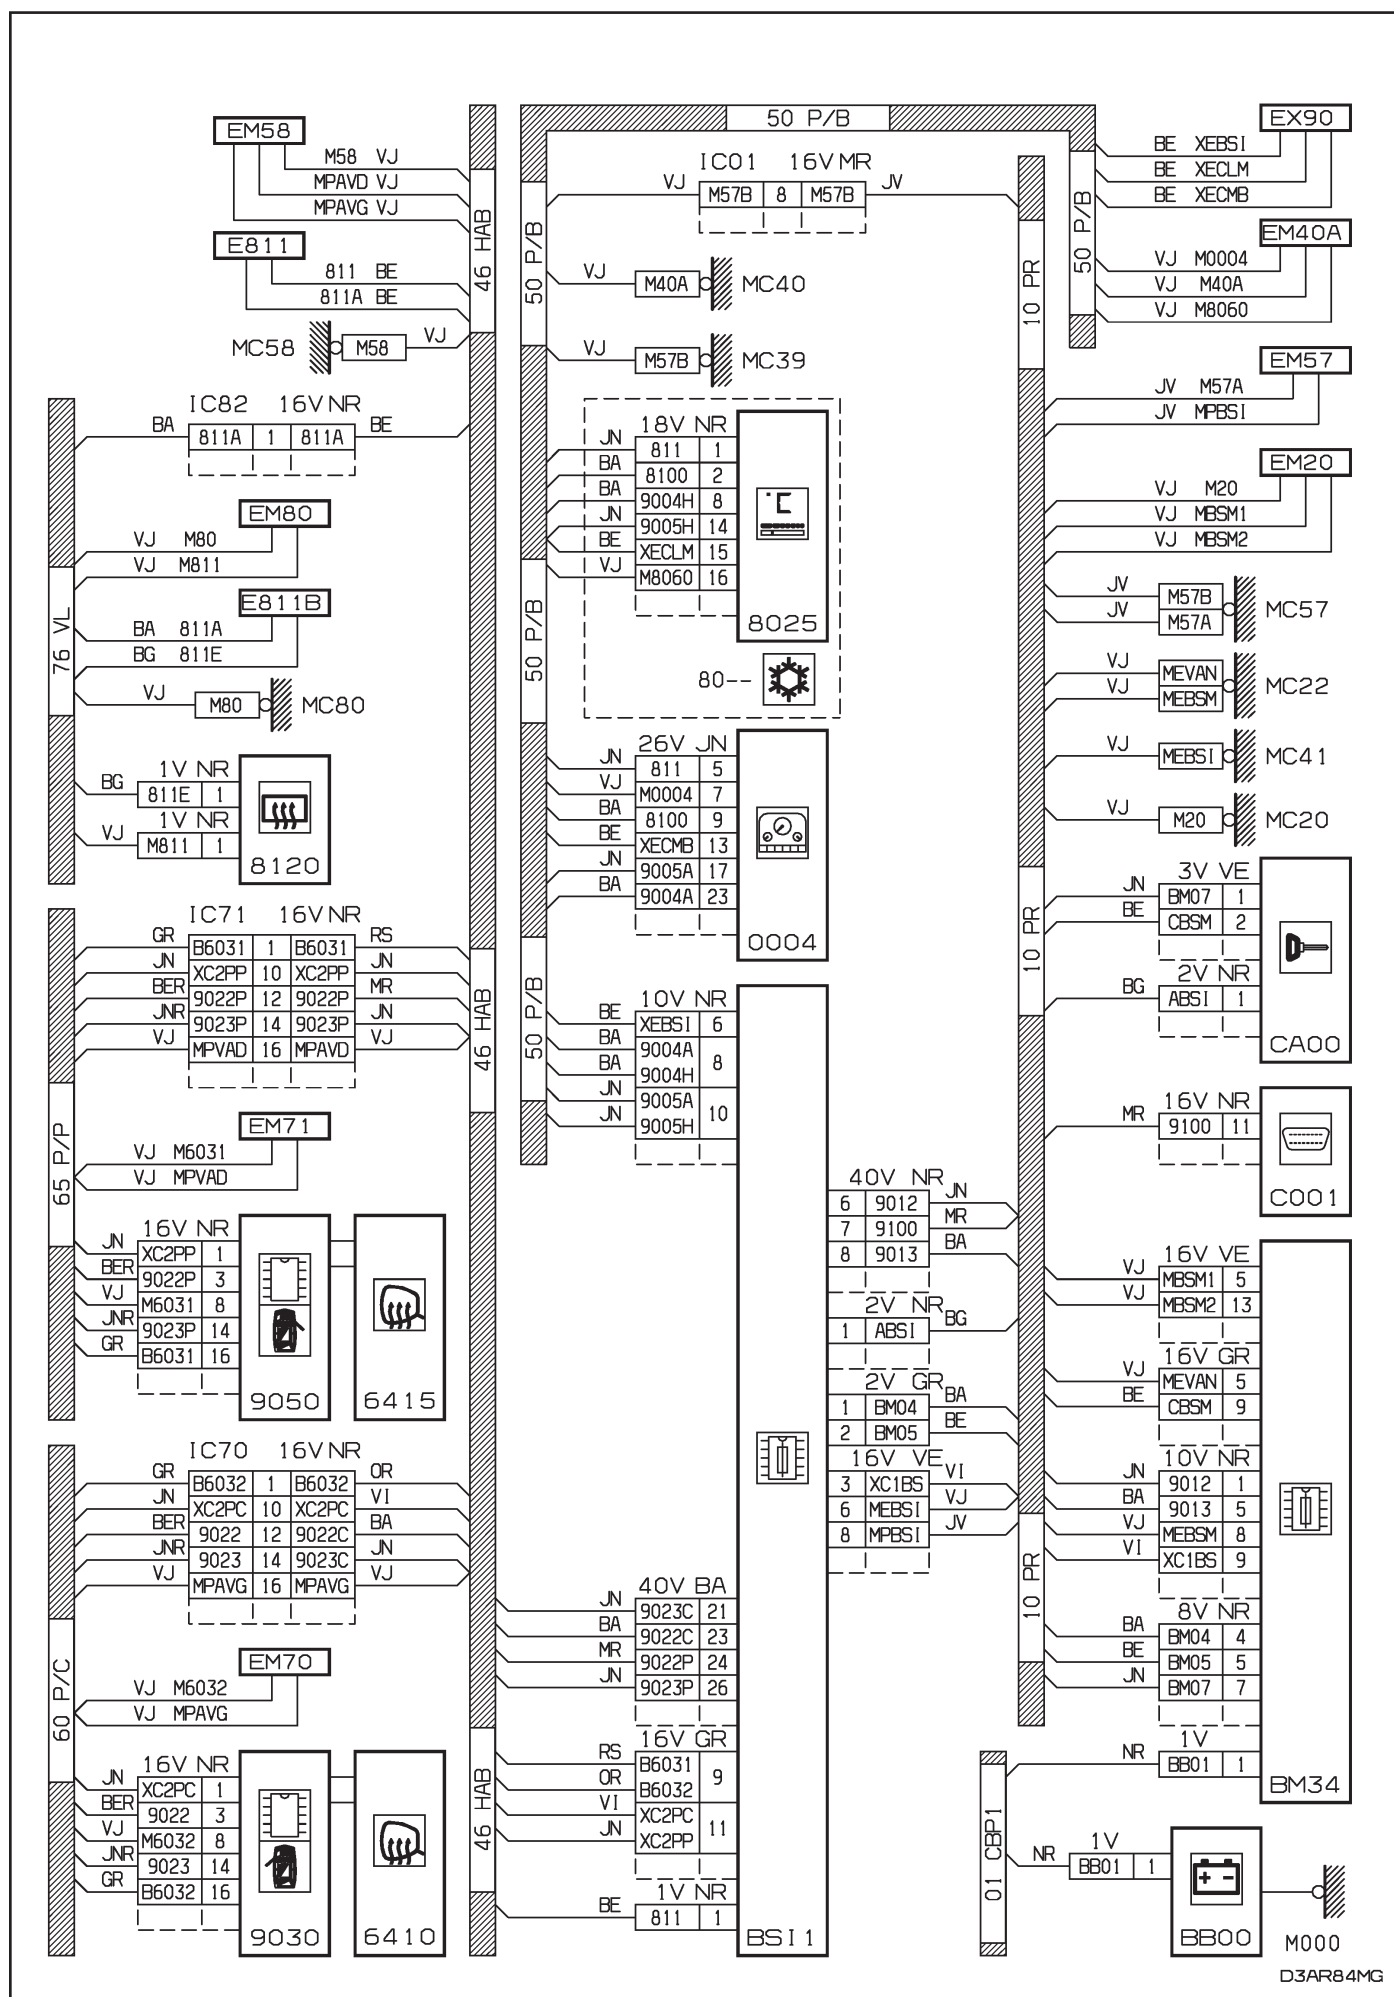 EM58
M58 VJ
MPAVD VJ
MPAVG VJ
E811
811 BE
811A BE
MC58 M58 VJ
46 HAB
IC82 16V NR
BA 811A 1 811A BE
EM80
VJ M80
VJ M811
76 VL
E811B
BA 811A
BG 811E
VJ M80 MC80
1V NR
BG 811E 1
1V NR
VJ M811 1
8120
IC71 16V NR
GR B6031 1 B6031 RS
JN XC2PP 10 XC2PP JN
BER 9022P 12 9022P MR
JNR 9023P 14 9023P JN
VJ MPVAD 16 MPAVD VJ
46 HAB
65 P/P
EM71
VJ M6031
VJ MPVAD
16V NR
JN XC2PP 1
BER 9022P 3
VJ M6031 8
JNR 9023P 14
GR B6031 16
9050
6415
IC70 16V NR
GR B6032 1 B6032 OR
JN XC2PC 10 XC2PC VI
BER 9022 12 9022C BA
JNR 9023 14 9023C JN
VJ MPAVG 16 MPAVG VJ
60 P/C
EM70
VJ M6032
VJ MPAVG
16V NR
JN XC2PC 1
BER 9022 3
VJ M6032 8
JNR 9023 14
GR B6032 16
9030
6410
46 HAB
50 P/B
50 P/B
IC01 16V MR
VJ M57B 8 M57B JV
VJ M40A MC40
VJ M57B MC39
18V NR
JN 811 1
BA 8100 2
BA 9004H 8
JN 9005H 14
BE XECLM 15
VJ M8060 16
°C
8025
80--
50 P/B
26V JN
JN 811 5
VJ M0004 7
BA 8100 9
BE XECMB 13
JN 9005A 17
BA 9004A 23
0004
50 P/B
10V NR
BE XEBSI 6
BA 9004A
BA 9004H
8
JN 9005A
JN 9005H
10
40V NR
6 9012 JN
7 9100 MR
8 9013 BA
2V NR
1 ABSI BG
2V GR
1 BM04 BA
2 BM05 BE
16V VE
3 XC1BS VI
6 MEBSI VJ
8 MPBSI JV
40V BA
JN 9023C 21
BA 9022C 23
MR 9022P 24
JN 9023P 26
16V GR
RS B6031
OR B6032
9
VI XC2PC
JN XC2PP
11
1V NR
BE 811 1
BSI1
EX90
BE XEBSI
BE XECLM
BE XECMB
50 P/B
EM40A
VJ M0004
VJ M40A
VJ M8060
10 PR
EM57
JV M57A
JV MPBSI
EM20
VJ M20
VJ MBSM1
VJ MBSM2
JV M57B
JV M57A
MC57
VJ MEVAN
VJ MEBSM
MC22
VJ MEBSI MC41
VJ M20 MC20
10 PR
3V VE
JN BM07 1
BE CBSM 2
2V NR
BG ABSI 1
CA00
16V NR
MR 9100 11
C001
16V VE
VJ MBSM1 5
VJ MBSM2 13
16V GR
VJ MEVAN 5
BE CBSM 9
10V NR
JN 9012 1
BA 9013 5
VJ MEBSM 8
VI XC1BS 9
10 PR
8V NR
BA BM04 4
BE BM05 5
JN BM07 7
1V
NR BB01 1
BM34
01 CBP1
1V
NR BB01 1
+ -
BB00
M000
D3AR84MG